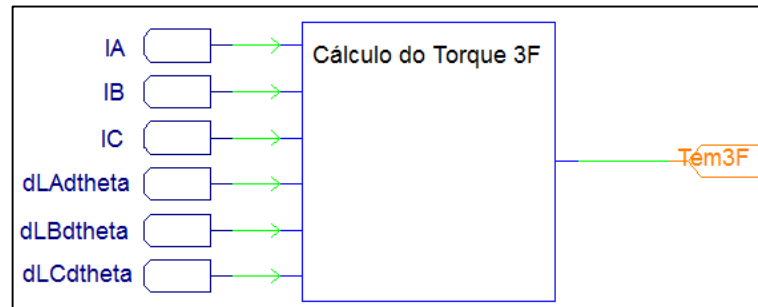 IA
Cálculo do Torque 3F
IB
IC
Tem3F
dLAdtheta
dLBdtheta
dLCdtheta